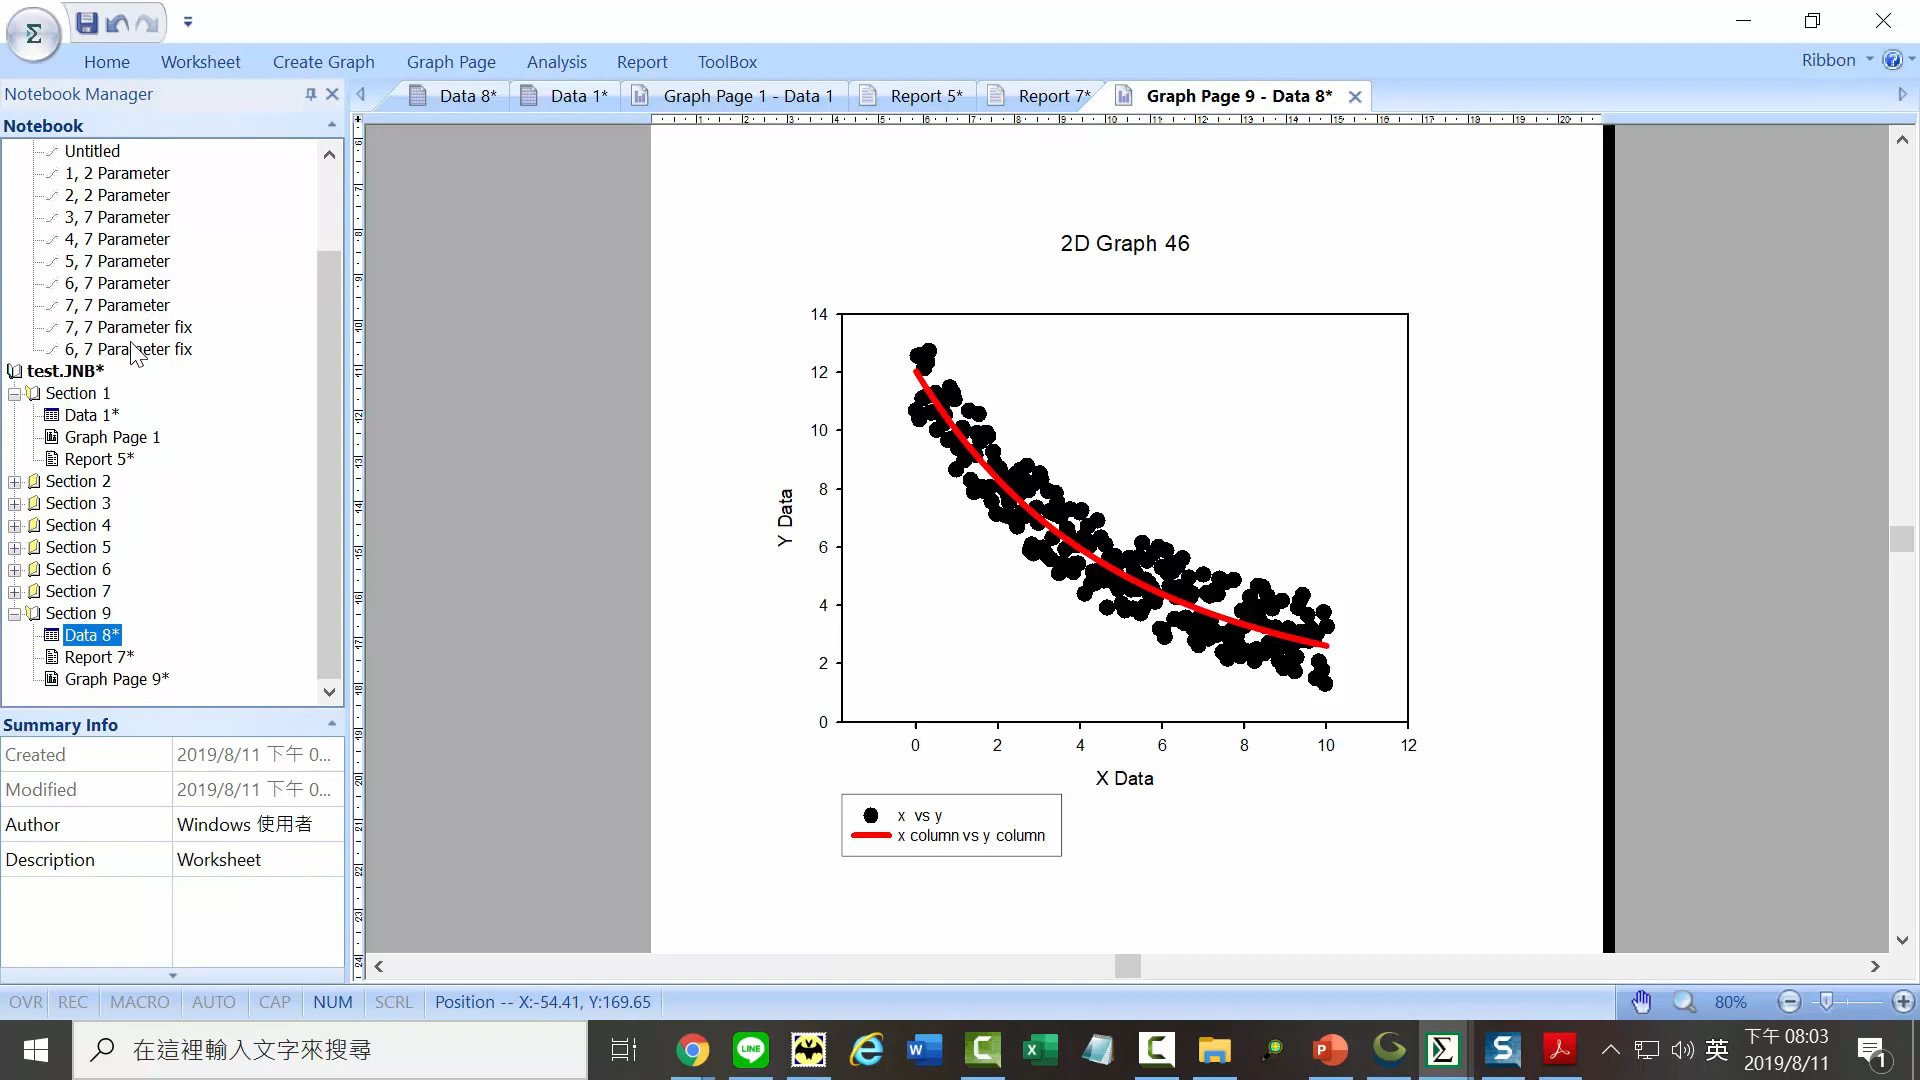 Home Worksheet Create Graph Graph Page Analysis Report ToolBox Ribbon
Notebook Manager
Data 8* Data 1* Graph Page 1 - Data 1 Report 5* Report 7* Graph Page 9 - Data 8*
Notebook
Untitled
1, 2 Parameter
2, 2 Parameter
3, 7 Parameter
4, 7 Parameter
5, 7 Parameter
6, 7 Parameter
7, 7 Parameter
7, 7 Parameter fix
6, 7 Parameter fix
test.JNB*
Section 1
Data 1*
Graph Page 1
Report 5*
Section 2
Section 3
Section 4
Section 5
Section 6
Section 7
Section 9
Data 8*
Report 7*
Graph Page 9*
Summary Info
Created 2019/8/11 下午 0...
Modified 2019/8/11 下午 0...
Author Windows 使用者
Description Worksheet
2D Graph 46
14
12
10
8
6
4
2
0
Y Data
0 2 4 6 8 10 12
X Data
x vs y
x column vs y column
OVR REC MACRO AUTO CAP NUM SCRL Position -- X:-54.41, Y:169.65 80%
在這裡輸入文字來搜尋
英
下午 08:03
2019/8/11
1